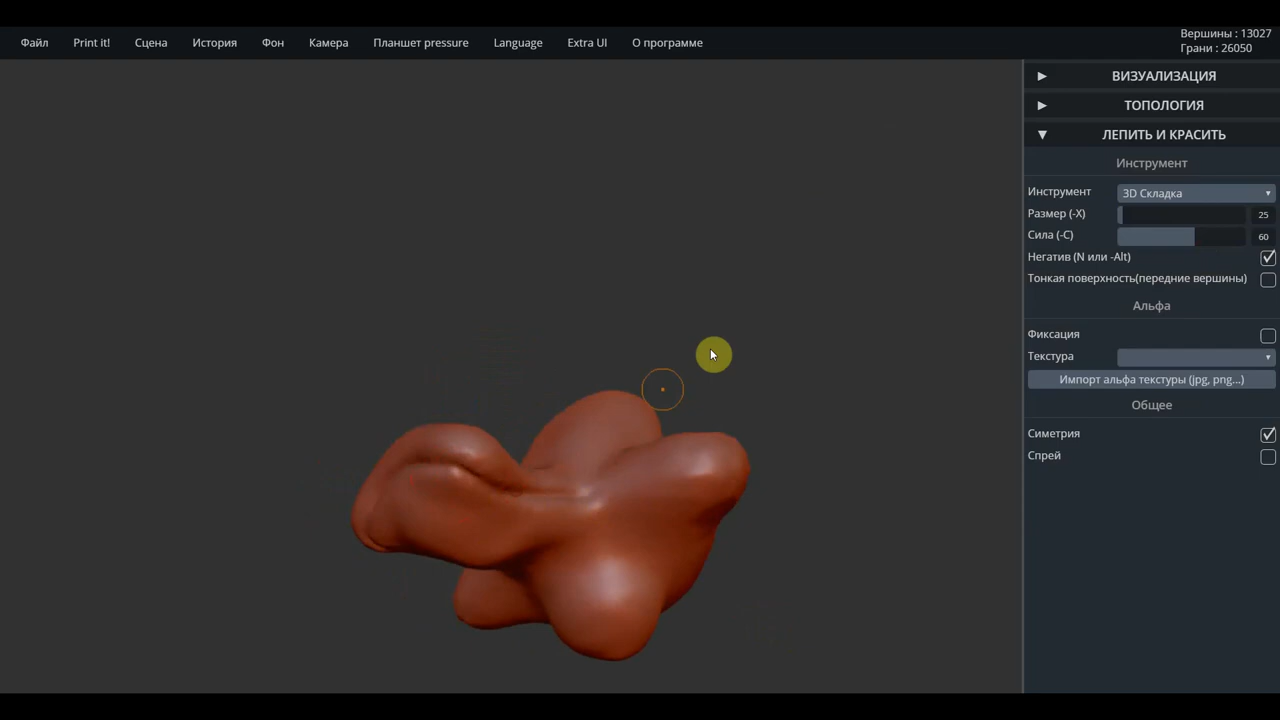 Файл Print it! Сцена История Фон Камера Планшет pressure Language Extra UI О программе
Вершины : 13027
Грани : 26050
ВИЗУАЛИЗАЦИЯ
ТОПОЛОГИЯ
ЛЕПИТЬ И КРАСИТЬ
Инструмент
Инструмент 3D Складка
Размер (-X) 25
Сила (-C) 60
Негатив (N или -Alt)
Тонкая поверхность(передние вершины)
Альфа
Фиксация
Текстура
Импорт альфа текстуры (jpg, png...)
Общее
Симетрия
Спрей